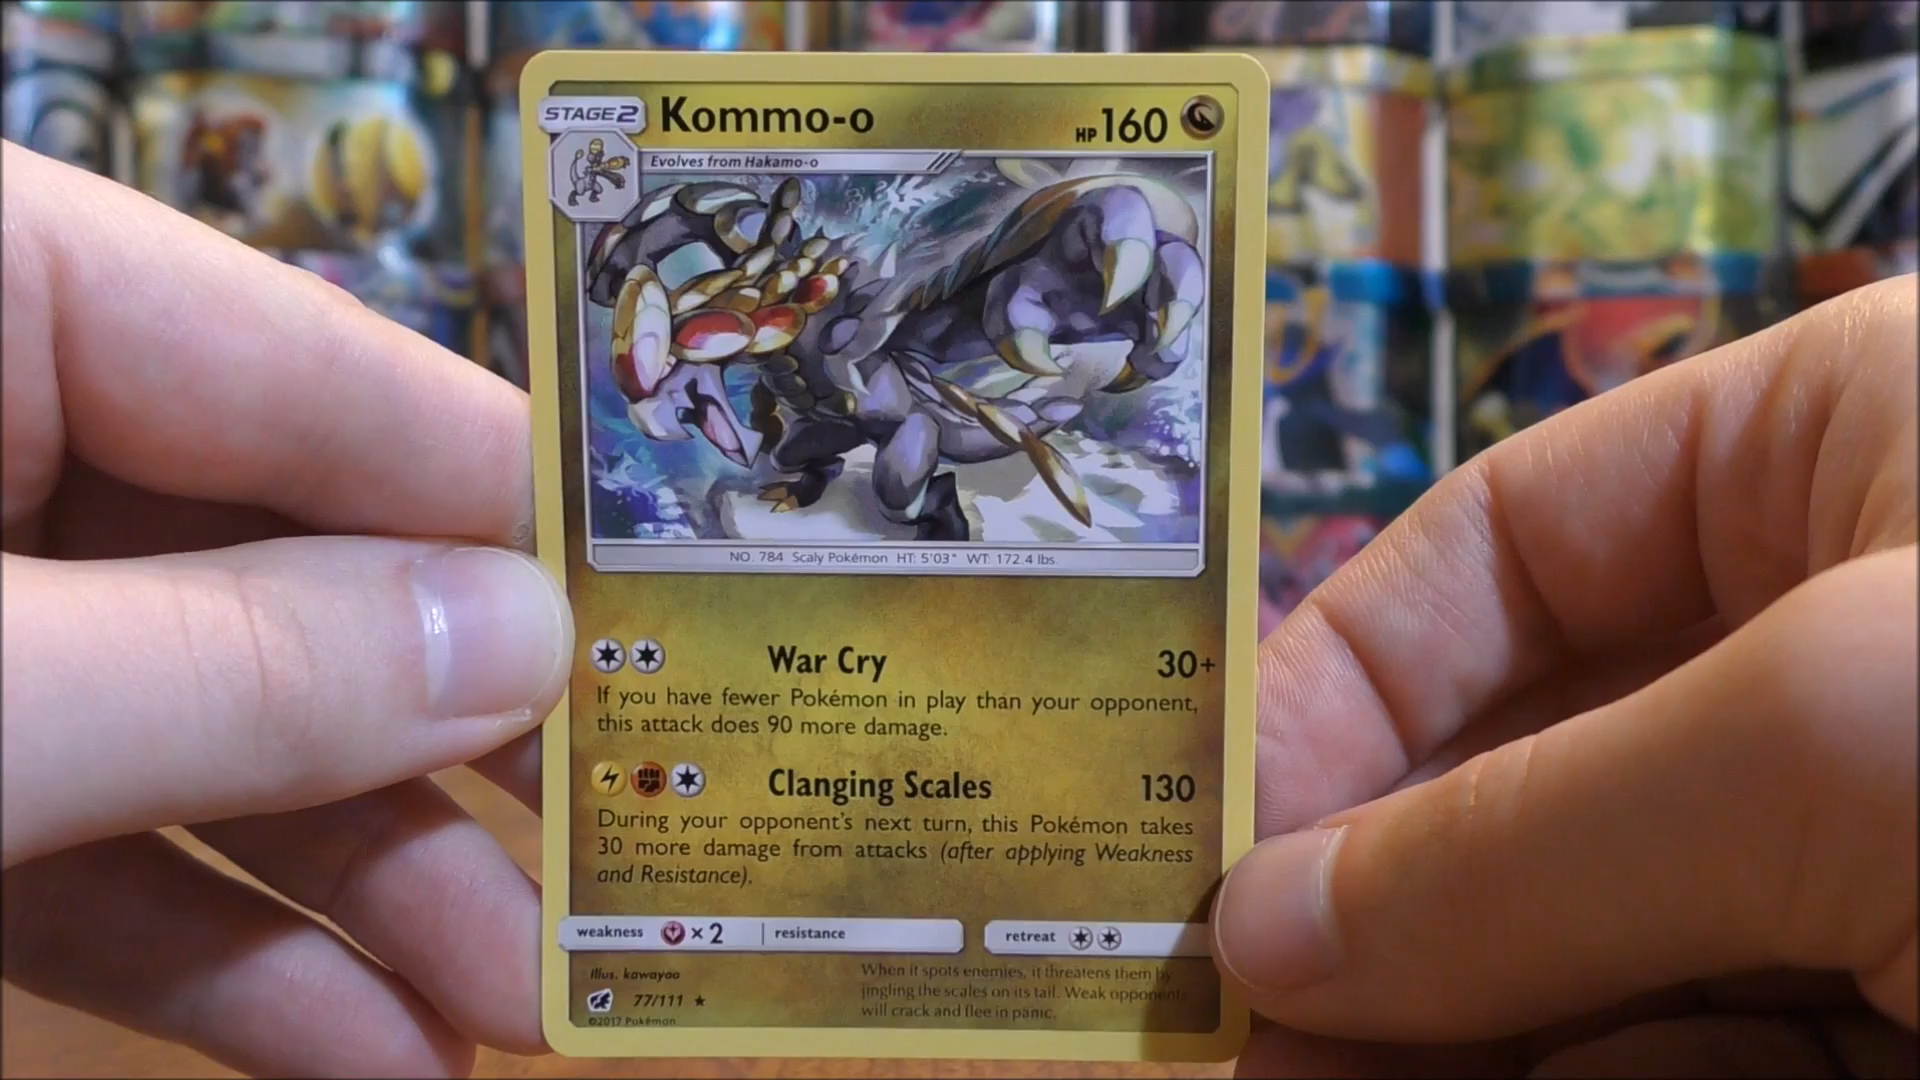 STAGE2
Kommo-o
HP 160
Evolves from Hakamo-o
NO. 784 Scaly Pokémon HT: 5'03" WT: 172.4 lbs.
War Cry 30+
If you have fewer Pokémon in play than your opponent,
this attack does 90 more damage.
Clanging Scales 130
During your opponent's next turn, this Pokémon takes
30 more damage from attacks (after applying Weakness
and Resistance).
weakness ×2 resistance
retreat
Illus. kawayoo
77/111 ★
©2017 Pokémon
When it spots enemies, it threatens them by
jingling the scales on its tail. Weak opponents
will crack and flee in panic.